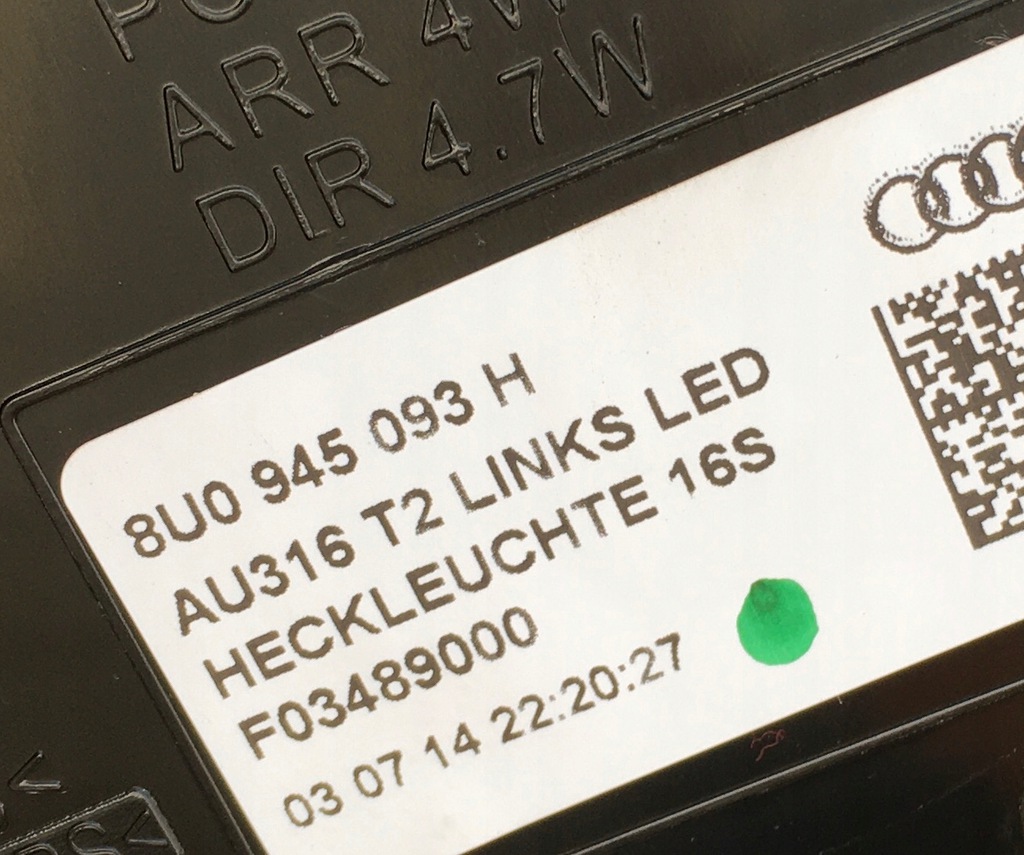 ARR 4W
DIR 4.7W
8U0 945 093 H
AU316 T2 LINKS LED
HECKLEUCHTE 16S
F03489000
03 07 14 22:20:27